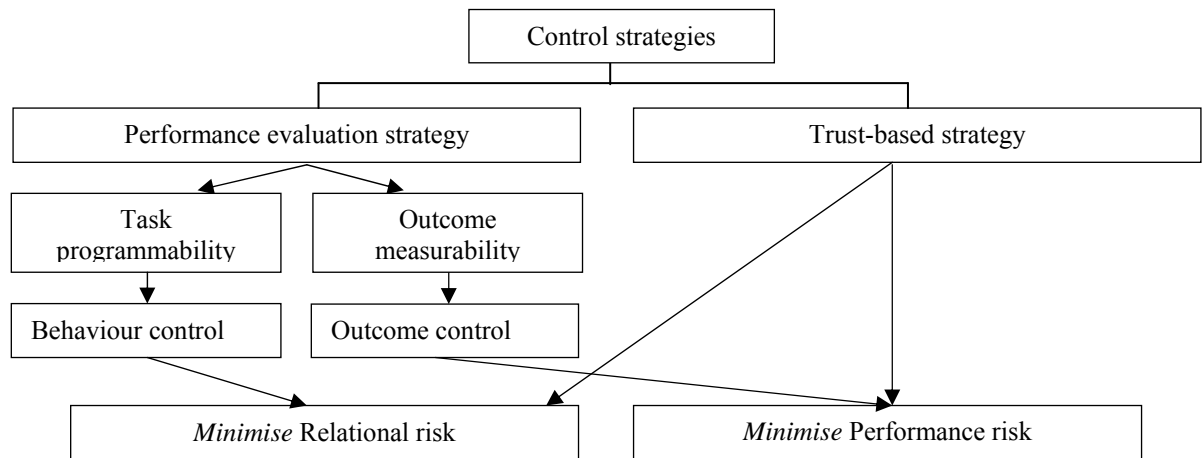 Control strategies
Performance evaluation strategy
Trust-based strategy
Task
programmability
Outcome
measurability
Behaviour control
Outcome control
Minimise Relational risk
Minimise Performance risk